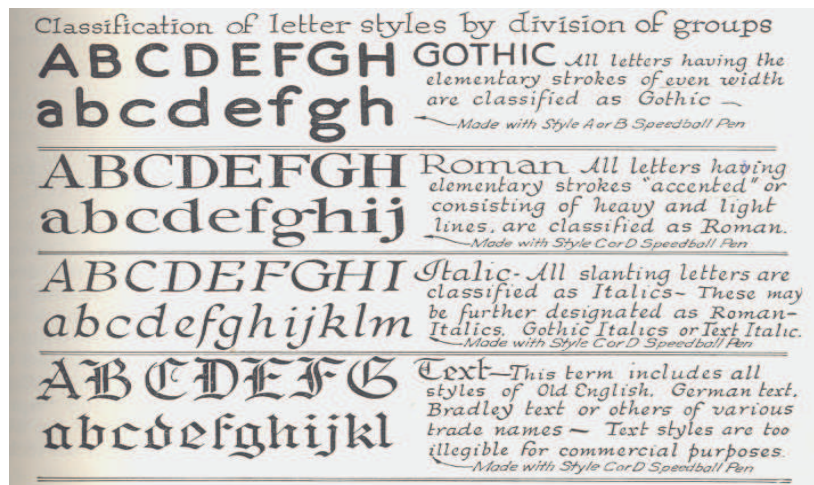 Classification of letter styles by division of groups
ABCDEFGH
abcdefgh
GOTHIC All letters having the
elementary strokes of even width
are classified as Gothic —
Made with Style A or B Speedball Pen
ABCDEFGH
abcdefghij
Roman All letters having
elementary strokes "accented" or
consisting of heavy and light
lines, are classified as Roman.
Made with Style C or D Speedball Pen
ABCDEFGHI
abcdefghijklm
Italic- All slanting letters are
classified as Italics~ These may
be further designated as Roman-
Italics, Gothic Italics or Text Italic.
Made with Style C or D Speedball Pen
ABCDEFG
abcdefghijkl
Text—This term includes all
styles of Old English, German text,
Bradley text or others of various
trade names — Text styles are too
illegible for commercial purposes.
Made with Style C or D Speedball Pen